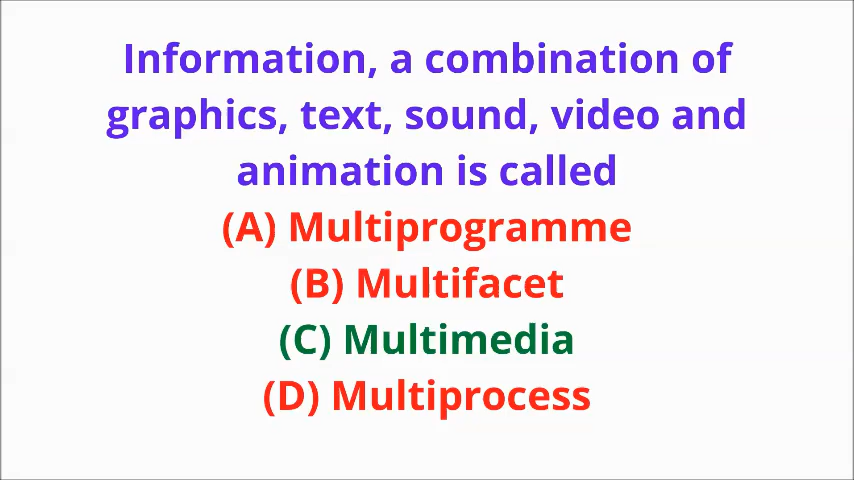 Information, a combination of
graphics, text, sound, video and
animation is called
(A) Multiprogramme
(B) Multifacet
(C) Multimedia
(D) Multiprocess